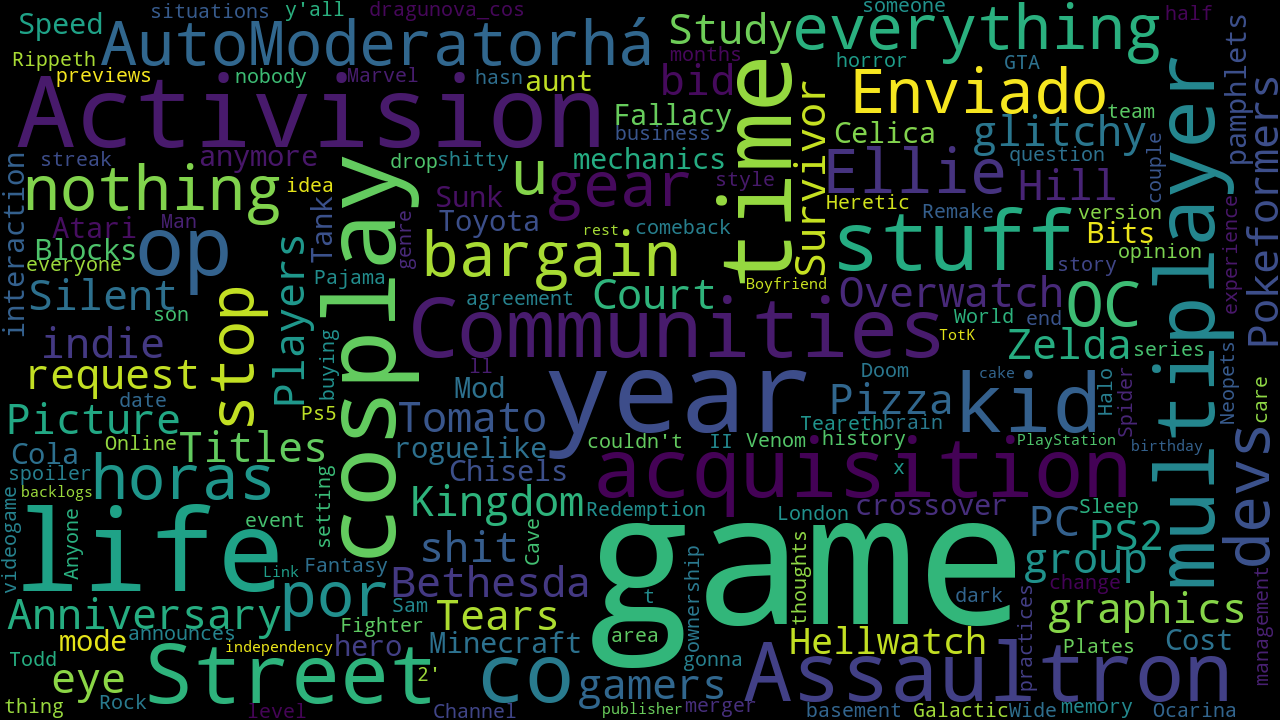 Speed
situations
y'all
dragunova_cos
someone
half
AutoModeratorhá
Study
everything
Rippeth
previews
nobody
Marvel
hasn
aunt
months
bid
horror
GTA
Activision
Fallacy
business
time
Survivor
Enviado
team
multiplayer
pamphlets
Pokeformers
Celica
glitchy
streak
anymore
drop
shitty
mechanics
question
couple
interaction
nothing
idea
cosplay
u
gear
style
Ellie
Hill
Atari
Man
Tank
genre
Sunk
Toyota
rest
comeback
Heretic
Remake
version
Bits
experience
Blocks
op
Players
bargain
stuff
opinion
everyone
Pajama
story
Silent
son
stop
agreement
Court
Boyfriend
Overwatch
OC
indie
buying
Communities
TotK
World
end
Zelda
series
request
ll
year
Doom
cake
Halo
Spider
Neopets
care
date
Ps5
Mod
Pizza
kid
Picture
Tomato
Teareth
brain
Online
Titles
roguelike
couldn't
II
Venom
history
PlayStation
birthday
devs
Cola
spoiler
horas
Chisels
acquisition
x
backlogs
setting
videogame
life
Anyone
event
Kingdom
Redemption
London
crossover
Sleep
shit
Cave
game
PC
PS2
Link
Fantasy
ownership
thoughts
group
por
Bethesda
t
dark
change
practices
management
Anniversary
Sam
Tears
graphics
mode
announces
Fighter
independency
hero
Minecraft
area
Hellwatch
Plates
Cost
Todd
eye
Street
2'
co
gamers
gonna
Assaultron
thing
Rock
level
Channel
publisher
merger
basement
Galactic
Wide
memory
Ocarina